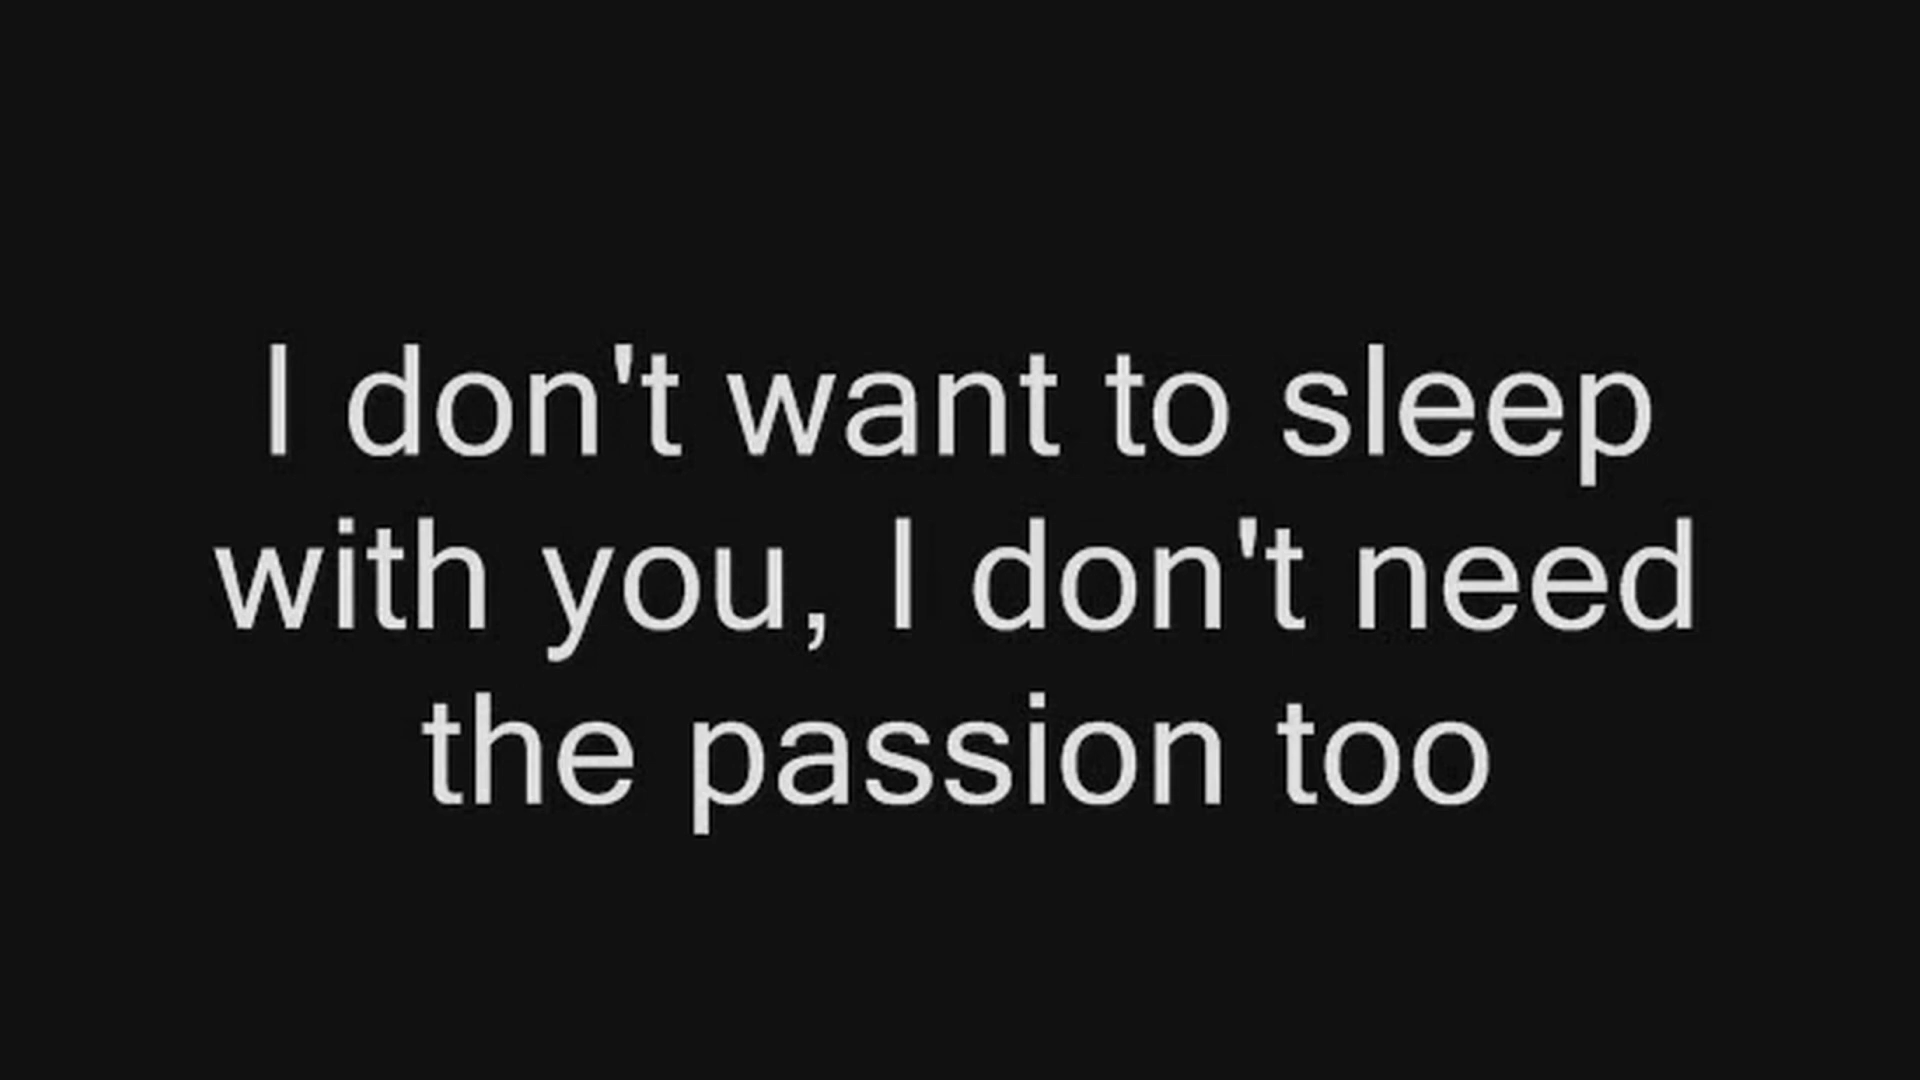 I don't want to sleep
with you, I don't need
the passion too